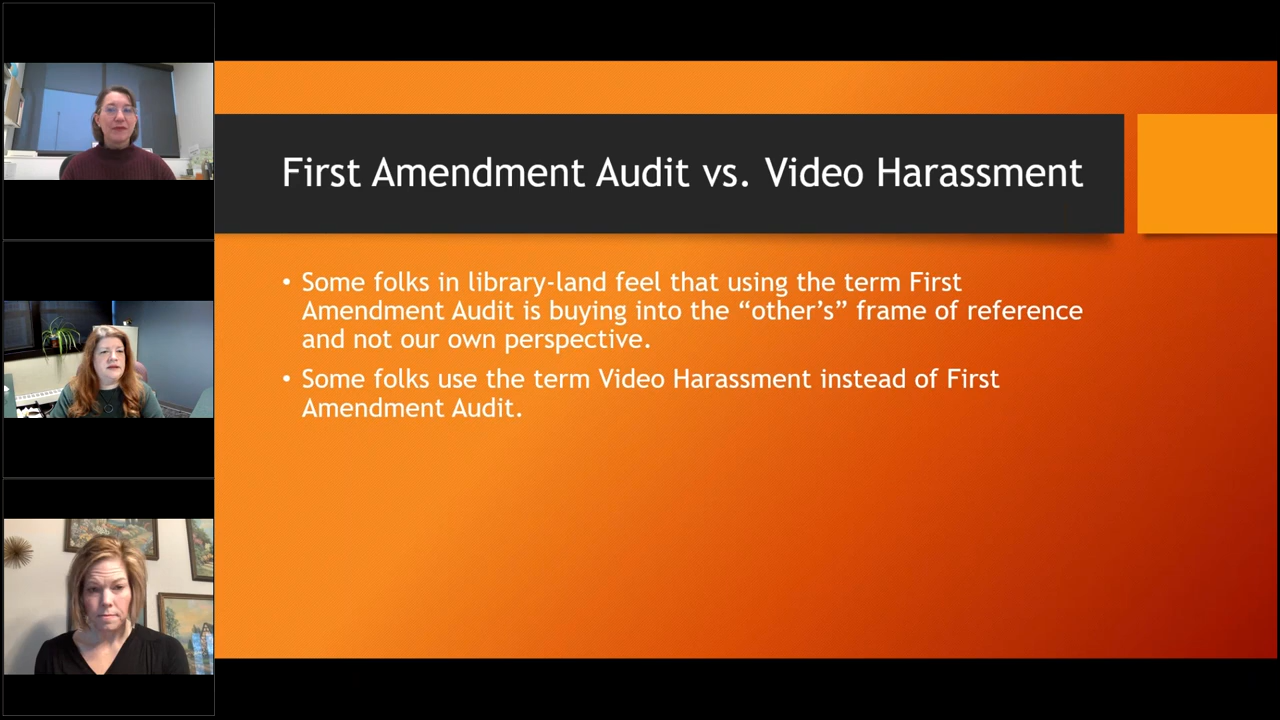 First Amendment Audit vs. Video Harassment
• Some folks in library-land feel that using the term First
Amendment Audit is buying into the “other’s” frame of reference
and not our own perspective.
• Some folks use the term Video Harassment instead of First
Amendment Audit.